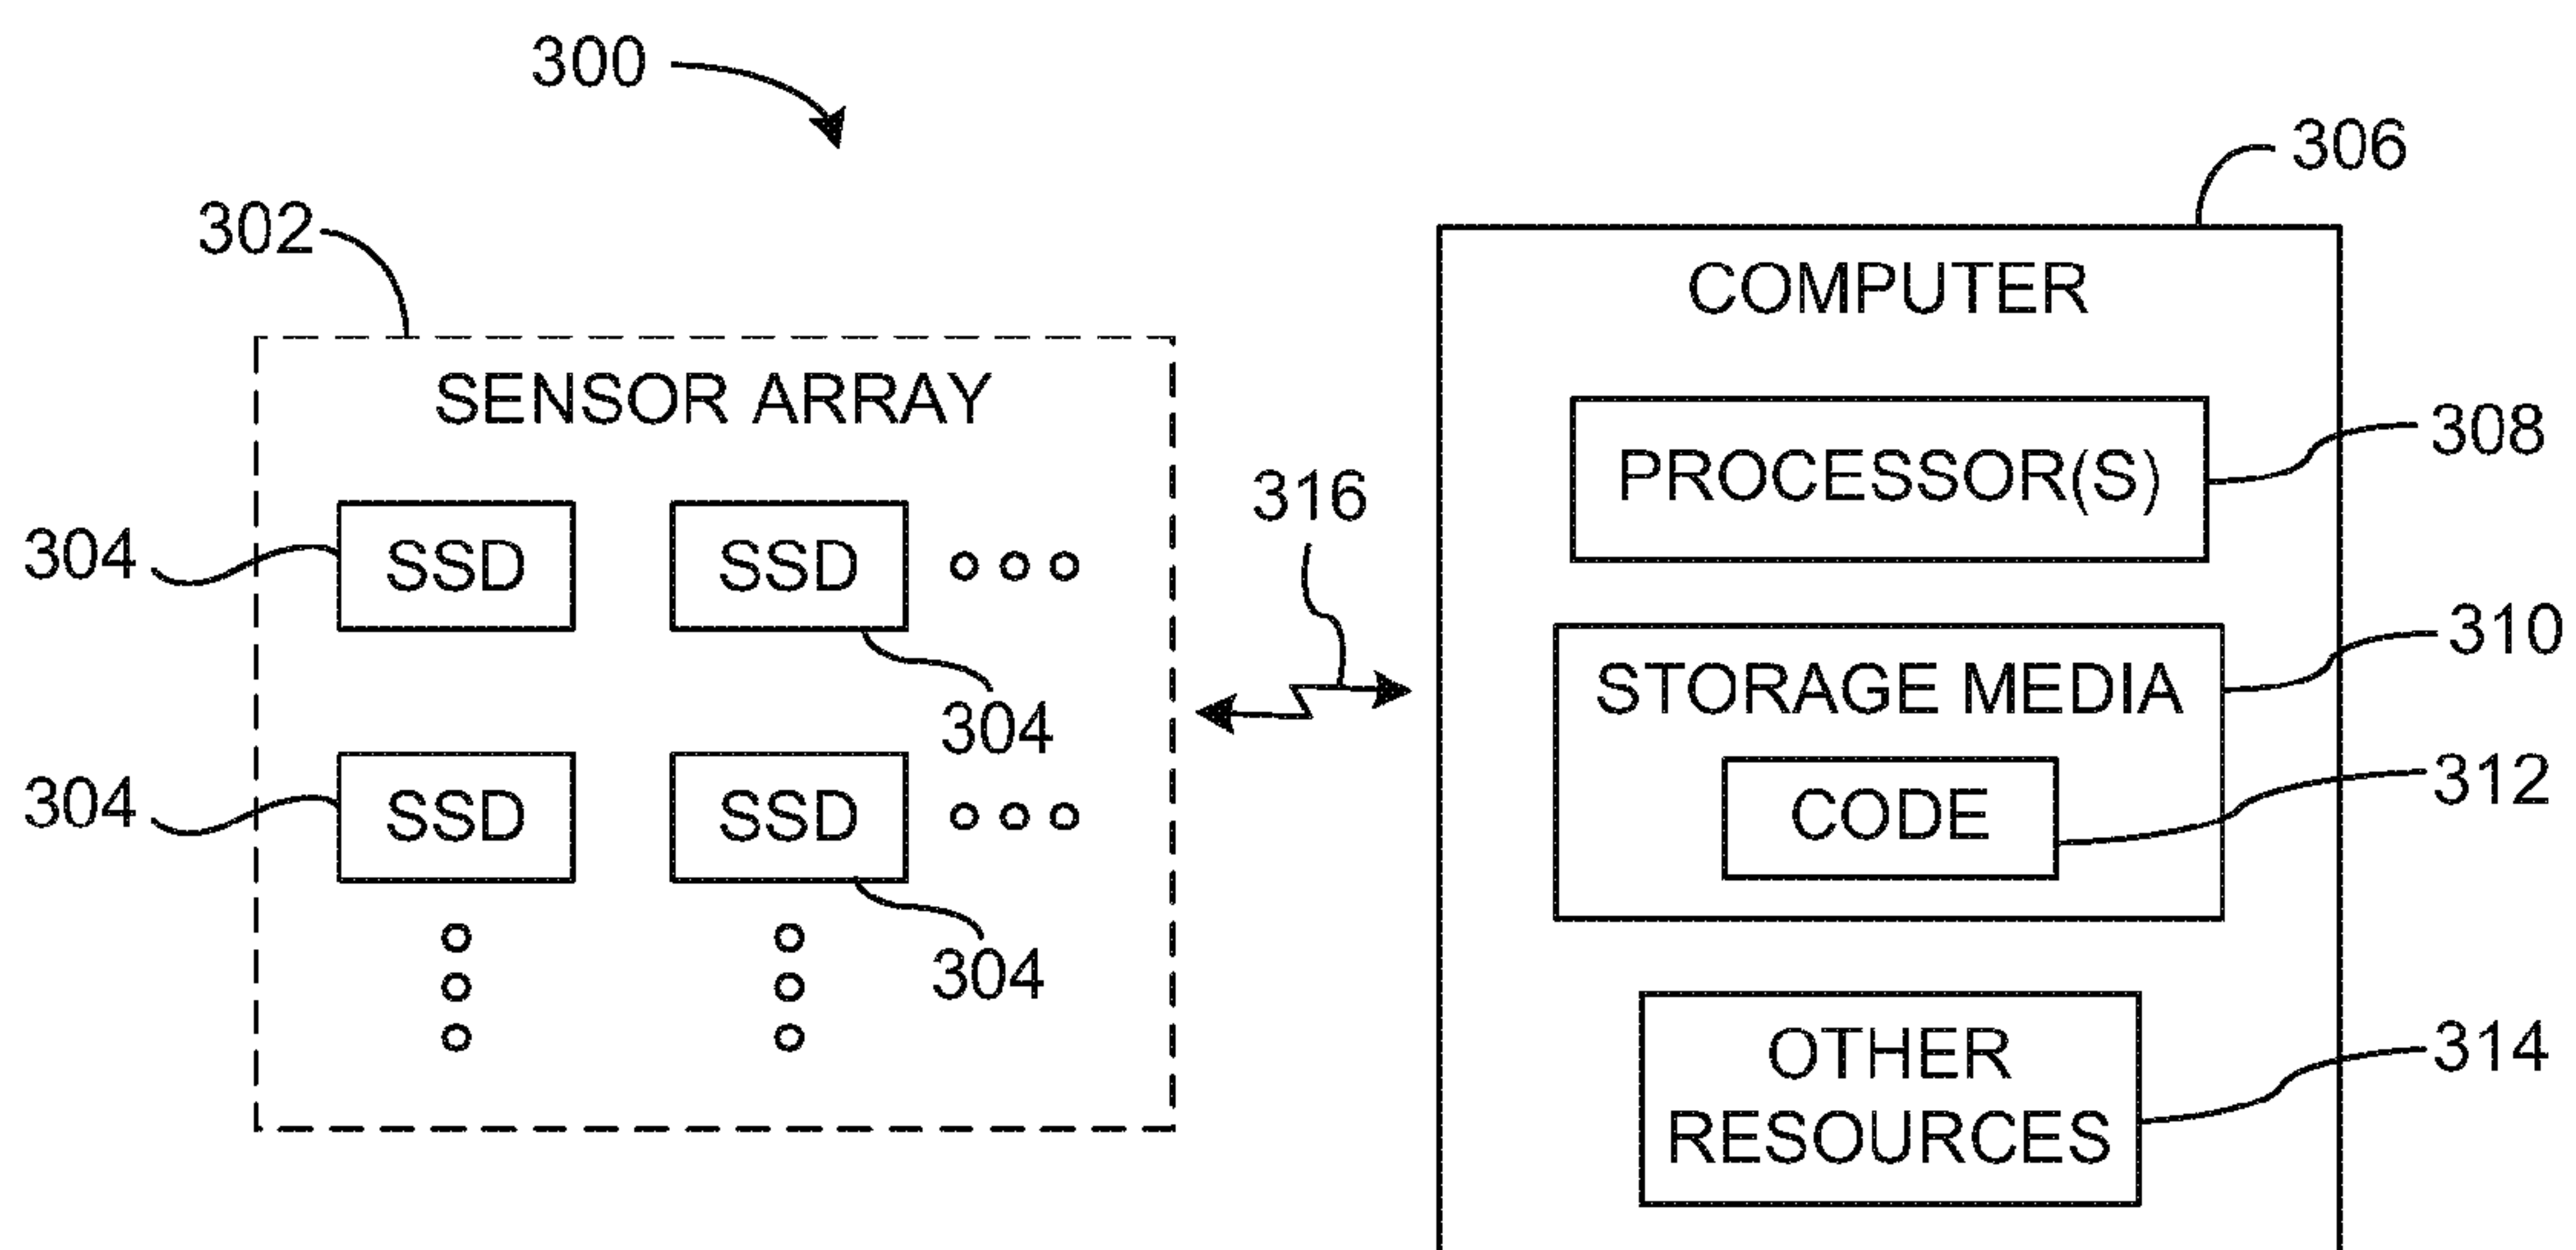 300
306
302
COMPUTER
SENSOR ARRAY
308
PROCESSOR(S)
316
304
SSD
SSD
304
310
STORAGE MEDIA
304
SSD
SSD
304
312
CODE
314
OTHER
RESOURCES